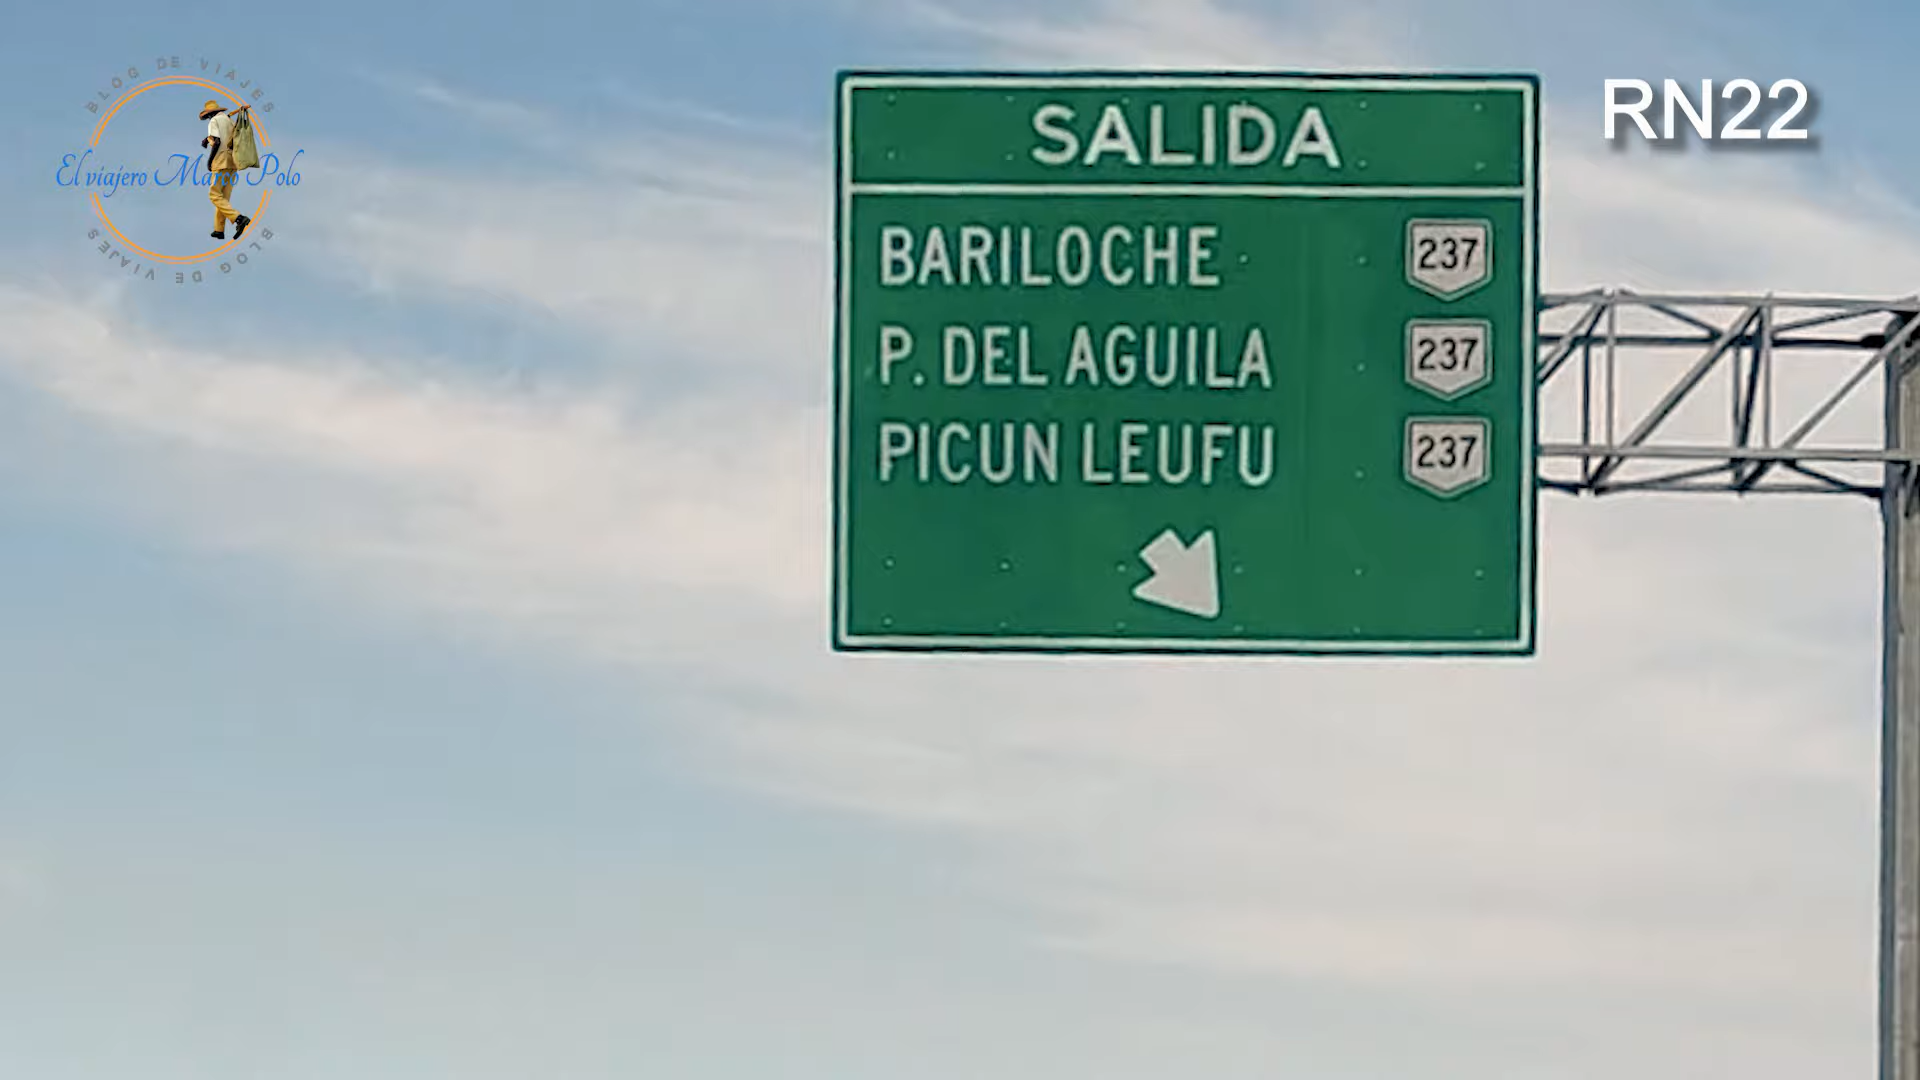 BLOG DE VIAJES
El viajero Marco Polo
BLOG DE VIAJES
RN22
SALIDA
BARILOCHE 237
P. DEL AGUILA 237
PICUN LEUFU 237